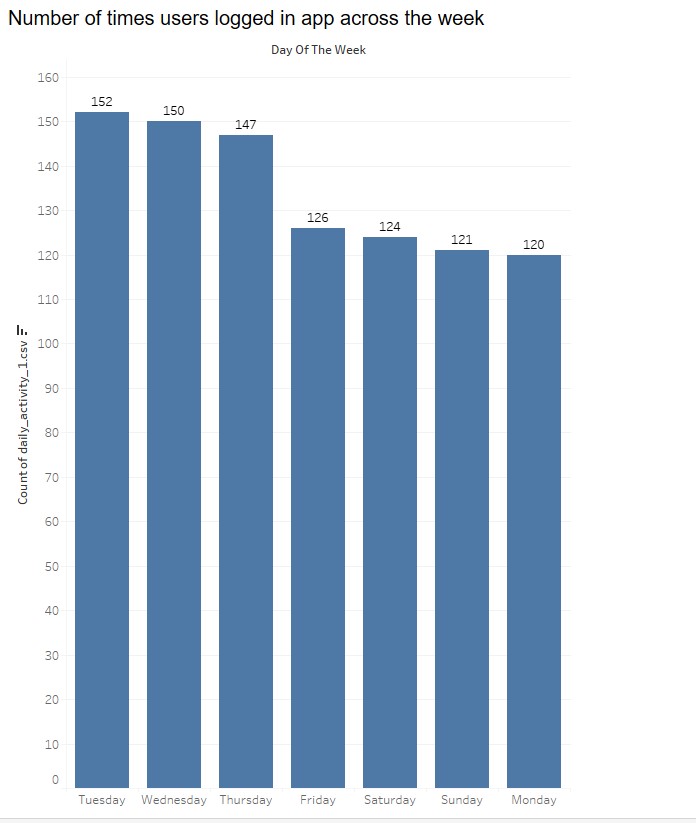 Number of times users logged in app across the week
Day Of The Week
Count of daily_activity_1.csv
160
150
140
130
120
110
100
90
80
70
60
50
40
30
20
10
0
152
150
147
126
124
121
120
Tuesday
Wednesday
Thursday
Friday
Saturday
Sunday
Monday